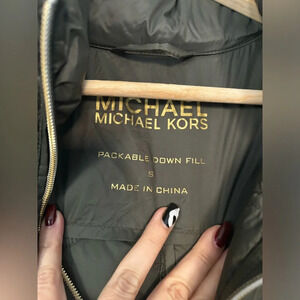 MICHAEL
MICHAEL KORS
PACKABLE DOWN FILL
S
MADE IN CHINA